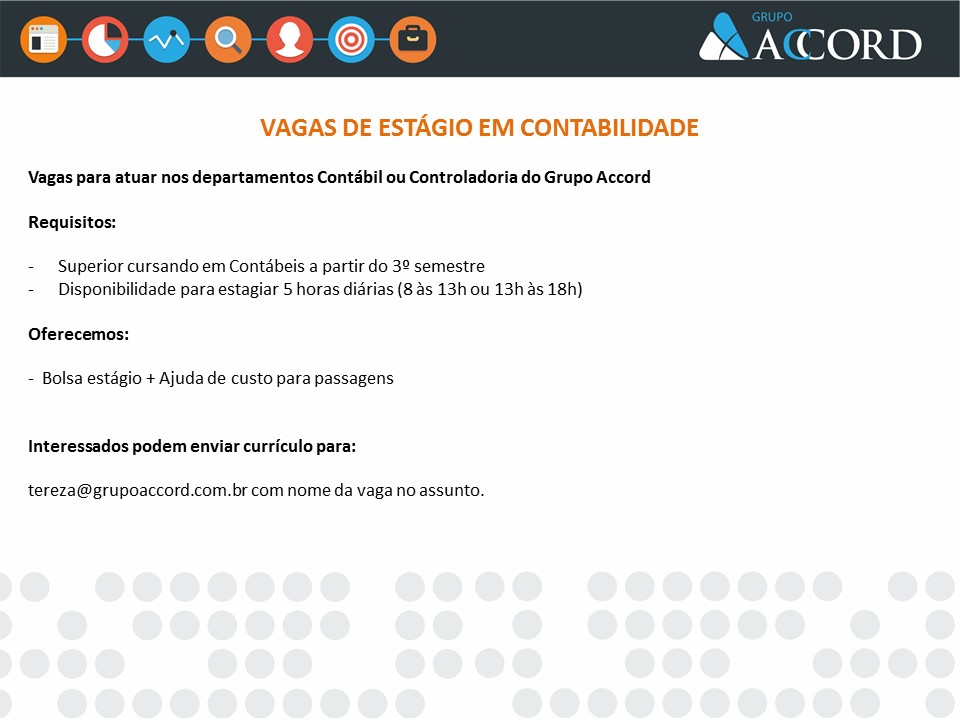 GRUPO
ACCORD
VAGAS DE ESTÁGIO EM CONTABILIDADE
Vagas para atuar nos departamentos Contábil ou Controladoria do Grupo Accord
Requisitos:
- Superior cursando em Contábeis a partir do 3º semestre
- Disponibilidade para estagiar 5 horas diárias (8 às 13h ou 13h às 18h)
Oferecemos:
- Bolsa estágio + Ajuda de custo para passagens
Interessados podem enviar currículo para:
tereza@grupoaccord.com.br com nome da vaga no assunto.